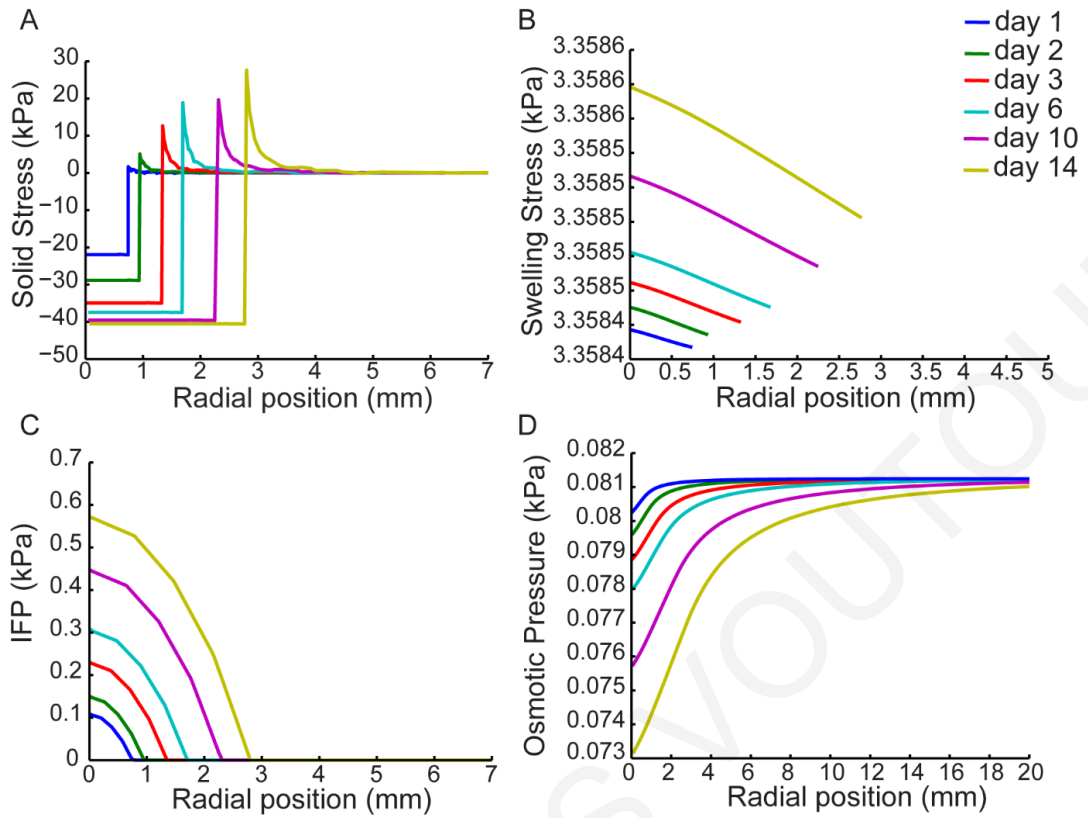 A
Solid Stress (kPa)
30
20
10
0
−10
−20
−30
−40
−50
0 1 2 3 4 5 6 7
Radial position (mm)
B
Swelling Stress (kPa)
3.3586
3.3586
3.3586
3.3585
3.3585
3.3585
3.3585
3.3585
3.3584
3.3584
0 0.5 1 1.5 2 2.5 3 3.5 4 4.5 5
Radial position (mm)
day 1
day 2
day 3
day 6
day 10
day 14
C
IFP (kPa)
0.7
0.6
0.5
0.4
0.3
0.2
0.1
0
0 1 2 3 4 5 6 7
Radial position (mm)
D
Osmotic Pressure (kPa)
0.082
0.081
0.08
0.079
0.078
0.077
0.076
0.075
0.074
0.073
0 2 4 6 8 10 12 14 16 18 20
Radial position (mm)
S VOUTOU